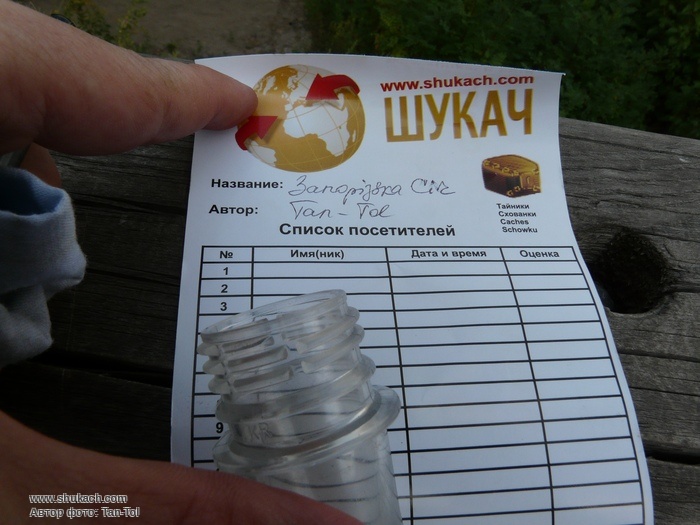 www.shukach.com
ШУКАЧ
Название: Запорізька Січ
Автор: Tan-Tol
Тайники
Схованки
Caches
Schowku
Список посетителей
№ Имя(ник) Дата и время Оценка
1
2
3
9
KR
www.shukach.com
Автор фото: Tan-Tol